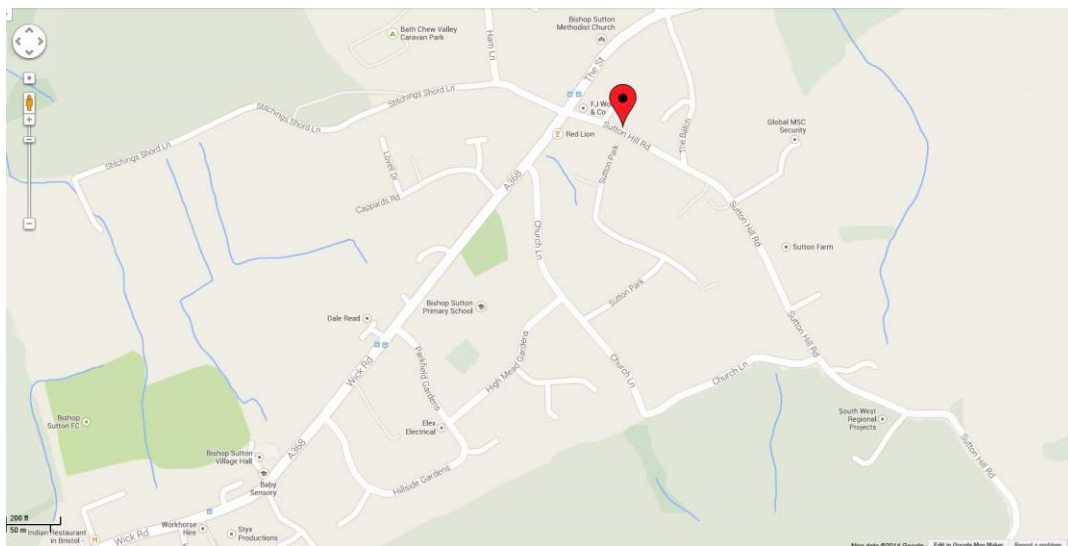 Bath Chew Valley
Caravan Park
Ham Ln
Bishop Sutton
Methodist Church
The St
Stitchings Shord Ln
FJ
& Co
Red Lion
Sutton Hill Rd
The Batch
Global MSC
Security
Stitchings Shord Ln
Stitchings Shord Ln
Lovell Dr
Cappards Rd
A368
Sutton Park
Sutton Hill Rd
Church Ln
Sutton Farm
Bishop Sutton
Primary School
Sutton Park
Dale Read
Sutton Hill Rd
Wick Rd
Parkfield Gardens
High Mead Gardens
Church Ln
Church Ln
Bishop
Sutton FC
Elex
Electrical
South West
Regional
Projects
A368
Bishop Sutton
Village Hall
Baby
Sensory
Hillside Gardens
Sutton Hill Rd
200 ft
50 m
Indian Restaurant
in Bristol -
Wick Rd
Workhorse
Hire
Styx
Productions
Map data ©2014 Google
Edit in Google Map Maker
Report a problem